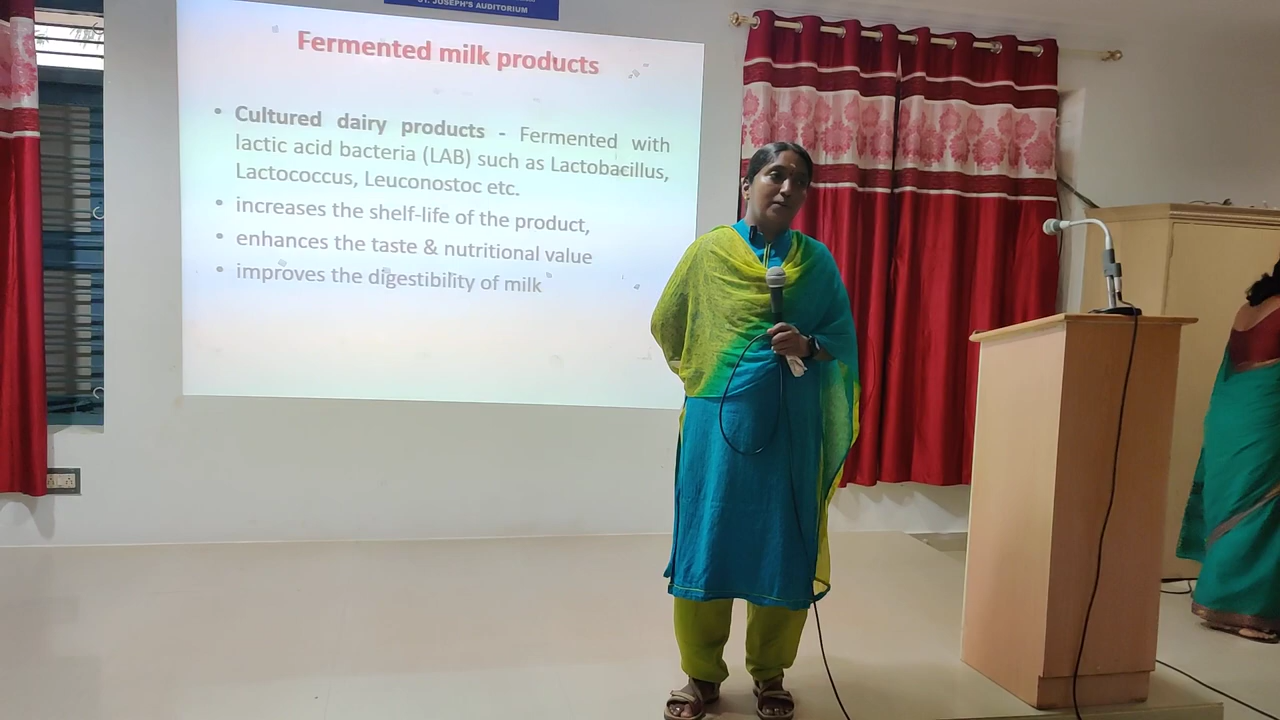 ST. JOSEPH'S AUDITORIUM
Fermented milk products
• Cultured dairy products - Fermented with
lactic acid bacteria (LAB) such as Lactobacillus,
Lactococcus, Leuconostoc etc.
• increases the shelf-life of the product,
• enhances the taste & nutritional value
• improves the digestibility of milk